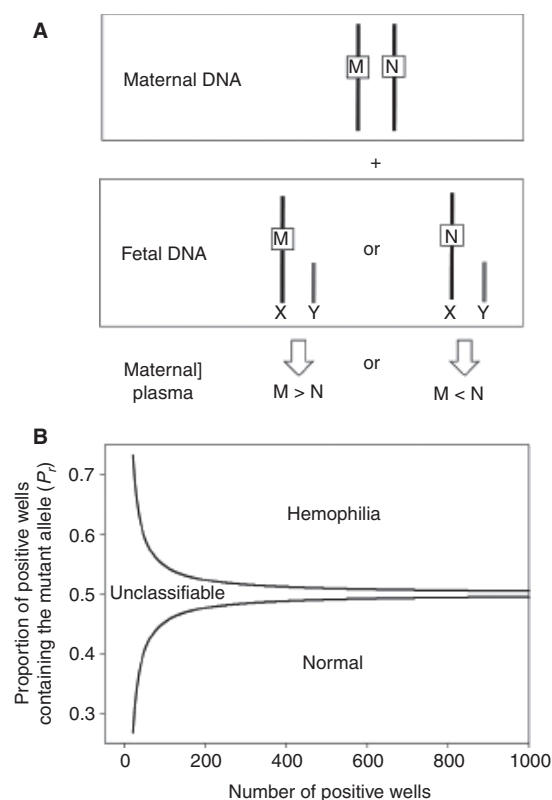 A
Maternal DNA
M N
+
Fetal DNA
M
or
N
X Y
X Y
Maternal]
plasma
or
M > N
M < N
B
Proportion of positive wells
containing the mutant allele (Pr)
0.7
0.6
0.5
0.4
0.3
Hemophilia
Unclassifiable
Normal
0 200 400 600 800 1000
Number of positive wells